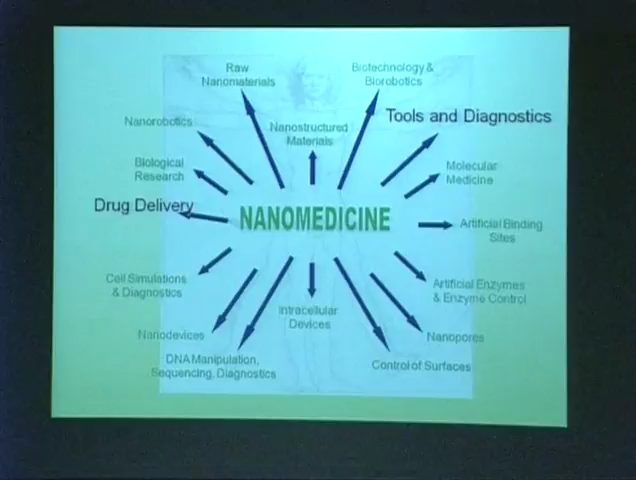 Raw
Nanomaterials
Biotechnology &
Biorobotics
Tools and Diagnostics
Nanorobotics
Nanostructured
Materials
Biological
Research
Molecular
Medicine
Drug Delivery
NANOMEDICINE
Artificial Binding
Sites
Cell Simulations
& Diagnostics
Artificial Enzymes
& Enzyme Control
Intracellular
Devices
Nanodevices
Nanopores
DNA Manipulation,
Sequencing, Diagnostics
Control of Surfaces